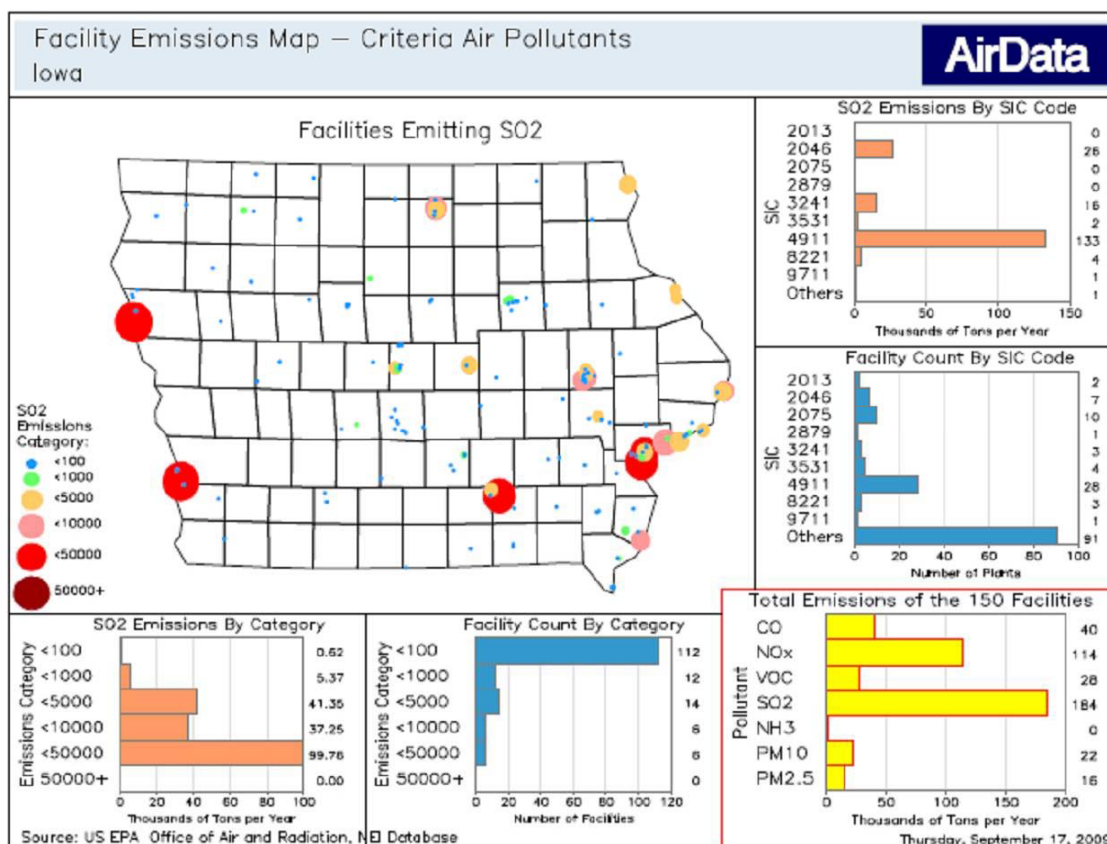 Facility Emissions Map – Criteria Air Pollutants
Iowa
AirData
Facilities Emitting SO2
SO2
Emissions
Category:
<100
<1000
<5000
<10000
<50000
50000+
SO2 Emissions By SIC Code
SIC
2013 0
2046 26
2075 0
2879 0
3241 16
3531 2
4911 133
8221 4
9711 1
Others 1
0 50 100 150
Thousands of Tons per Year
Facility Count By SIC Code
SIC
2013 2
2046 7
2075 10
2879 1
3241 3
3531 4
4911 28
8221 3
9711 1
Others 91
0 20 40 60 80 100
Number of Plants
SO2 Emissions By Category
Emissions Category
<100 0.62
<1000 5.37
<5000 41.35
<10000 37.25
<50000 99.76
50000+ 0.00
0 20 40 60 80 100
Thousands of Tons per Year
Facility Count By Category
Emissions Category
<100 112
<1000 12
<5000 14
<10000 6
<50000 6
50000+ 0
0 20 40 60 80 100 120
Number of Facilities
Total Emissions of the 150 Facilities
Pollutant
CO 40
NOx 114
VOC 28
SO2 184
NH3 0
PM10 22
PM2.5 16
0 50 100 150 200
Thousands of Tons per Year
Source: US EPA Office of Air and Radiation, NEI Database
Thursday, September 17, 2009